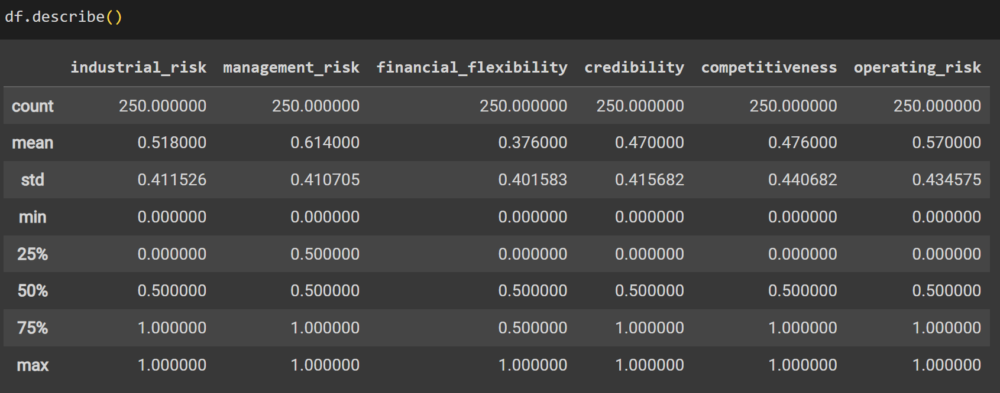 df.describe()
industrial_risk management_risk financial_flexibility credibility competitiveness operating_risk
count 250.000000 250.000000 250.000000 250.000000 250.000000 250.000000
mean 0.518000 0.614000 0.376000 0.470000 0.476000 0.570000
std 0.411526 0.410705 0.401583 0.415682 0.440682 0.434575
min 0.000000 0.000000 0.000000 0.000000 0.000000 0.000000
25% 0.000000 0.500000 0.000000 0.000000 0.000000 0.000000
50% 0.500000 0.500000 0.500000 0.500000 0.500000 0.500000
75% 1.000000 1.000000 0.500000 1.000000 1.000000 1.000000
max 1.000000 1.000000 1.000000 1.000000 1.000000 1.000000